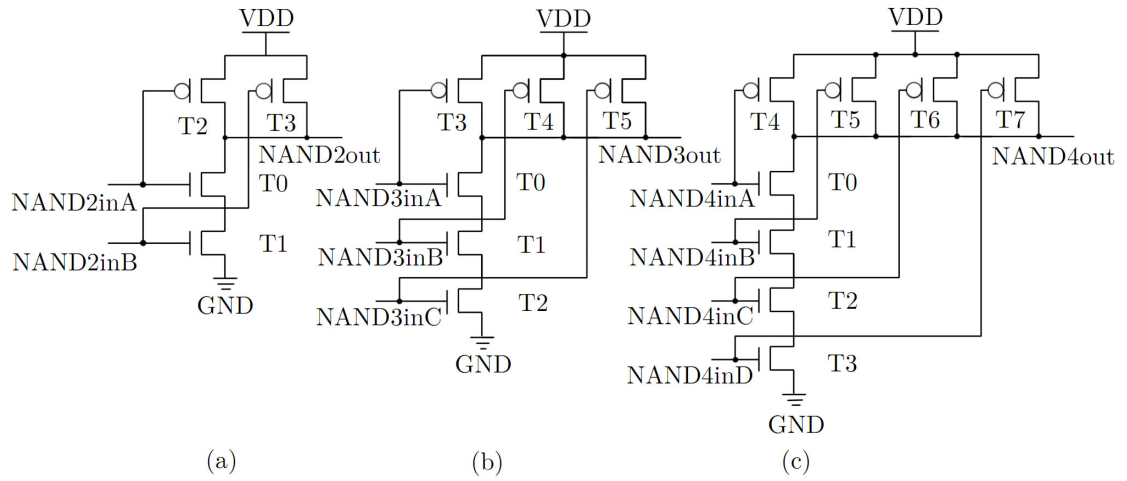 VDD
T2
T3
NAND2out
NAND2inA
T0
NAND2inB
T1
GND
(a)
VDD
T3
T4
T5
NAND3out
NAND3inA
T0
NAND3inB
T1
NAND3inC
T2
GND
(b)
VDD
T4
T5
T6
T7
NAND4out
NAND4inA
T0
NAND4inB
T1
NAND4inC
T2
NAND4inD
T3
GND
(c)